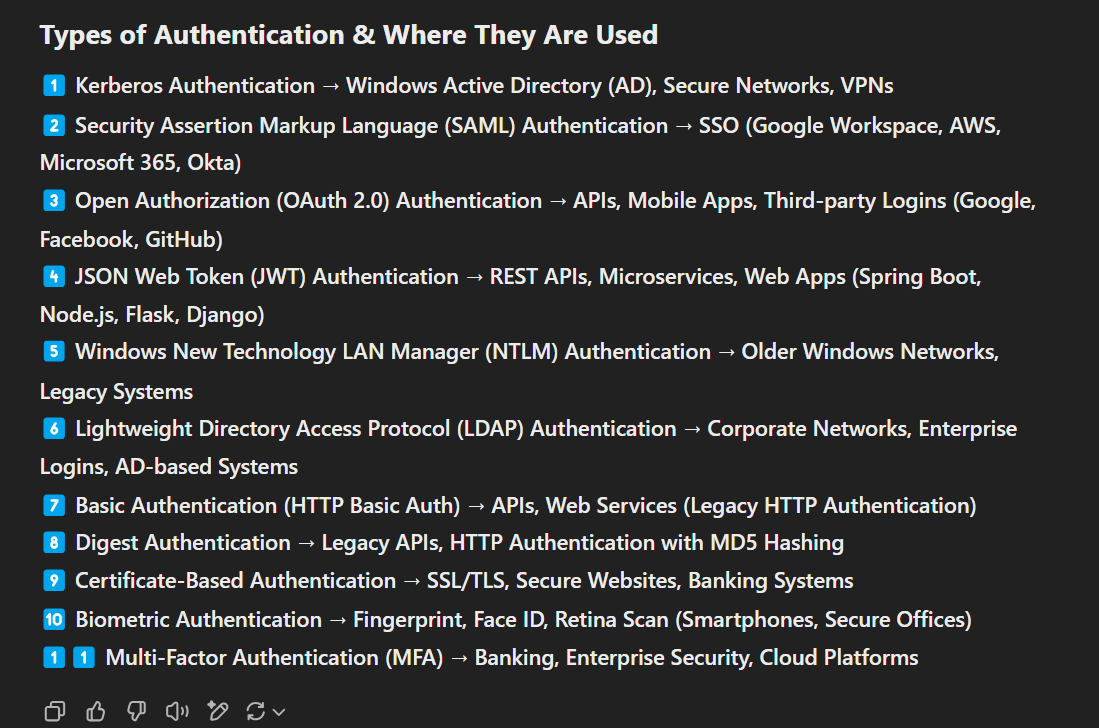 Types of Authentication & Where They Are Used
1 Kerberos Authentication → Windows Active Directory (AD), Secure Networks, VPNs
2 Security Assertion Markup Language (SAML) Authentication → SSO (Google Workspace, AWS,
Microsoft 365, Okta)
3 Open Authorization (OAuth 2.0) Authentication → APIs, Mobile Apps, Third-party Logins (Google,
Facebook, GitHub)
4 JSON Web Token (JWT) Authentication → REST APIs, Microservices, Web Apps (Spring Boot,
Node.js, Flask, Django)
5 Windows New Technology LAN Manager (NTLM) Authentication → Older Windows Networks,
Legacy Systems
6 Lightweight Directory Access Protocol (LDAP) Authentication → Corporate Networks, Enterprise
Logins, AD-based Systems
7 Basic Authentication (HTTP Basic Auth) → APIs, Web Services (Legacy HTTP Authentication)
8 Digest Authentication → Legacy APIs, HTTP Authentication with MD5 Hashing
9 Certificate-Based Authentication → SSL/TLS, Secure Websites, Banking Systems
10 Biometric Authentication → Fingerprint, Face ID, Retina Scan (Smartphones, Secure Offices)
1 1 Multi-Factor Authentication (MFA) → Banking, Enterprise Security, Cloud Platforms